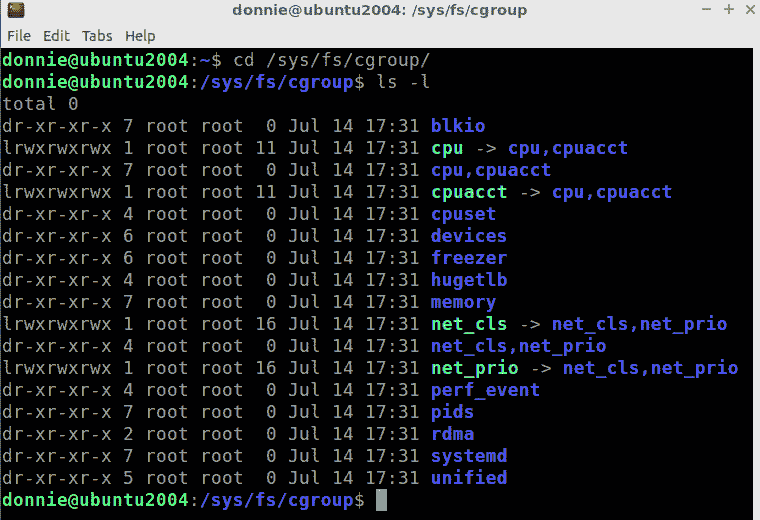 donnie@ubuntu2004: /sys/fs/cgroup
File Edit Tabs Help
donnie@ubuntu2004:~$ cd /sys/fs/cgroup/
donnie@ubuntu2004:/sys/fs/cgroup$ ls -l
total 0
dr-xr-xr-x 7 root root  0 Jul 14 17:31 blkio
lrwxrwxrwx 1 root root 11 Jul 14 17:31 cpu -> cpu,cpuacct
dr-xr-xr-x 7 root root  0 Jul 14 17:31 cpu,cpuacct
lrwxrwxrwx 1 root root 11 Jul 14 17:31 cpuacct -> cpu,cpuacct
dr-xr-xr-x 4 root root  0 Jul 14 17:31 cpuset
dr-xr-xr-x 6 root root  0 Jul 14 17:31 devices
dr-xr-xr-x 6 root root  0 Jul 14 17:31 freezer
dr-xr-xr-x 4 root root  0 Jul 14 17:31 hugetlb
dr-xr-xr-x 7 root root  0 Jul 14 17:31 memory
lrwxrwxrwx 1 root root 16 Jul 14 17:31 net_cls -> net_cls,net_prio
dr-xr-xr-x 4 root root  0 Jul 14 17:31 net_cls,net_prio
lrwxrwxrwx 1 root root 16 Jul 14 17:31 net_prio -> net_cls,net_prio
dr-xr-xr-x 4 root root  0 Jul 14 17:31 perf_event
dr-xr-xr-x 7 root root  0 Jul 14 17:31 pids
dr-xr-xr-x 2 root root  0 Jul 14 17:31 rdma
dr-xr-xr-x 7 root root  0 Jul 14 17:31 systemd
dr-xr-xr-x 5 root root  0 Jul 14 17:31 unified
donnie@ubuntu2004:/sys/fs/cgroup$